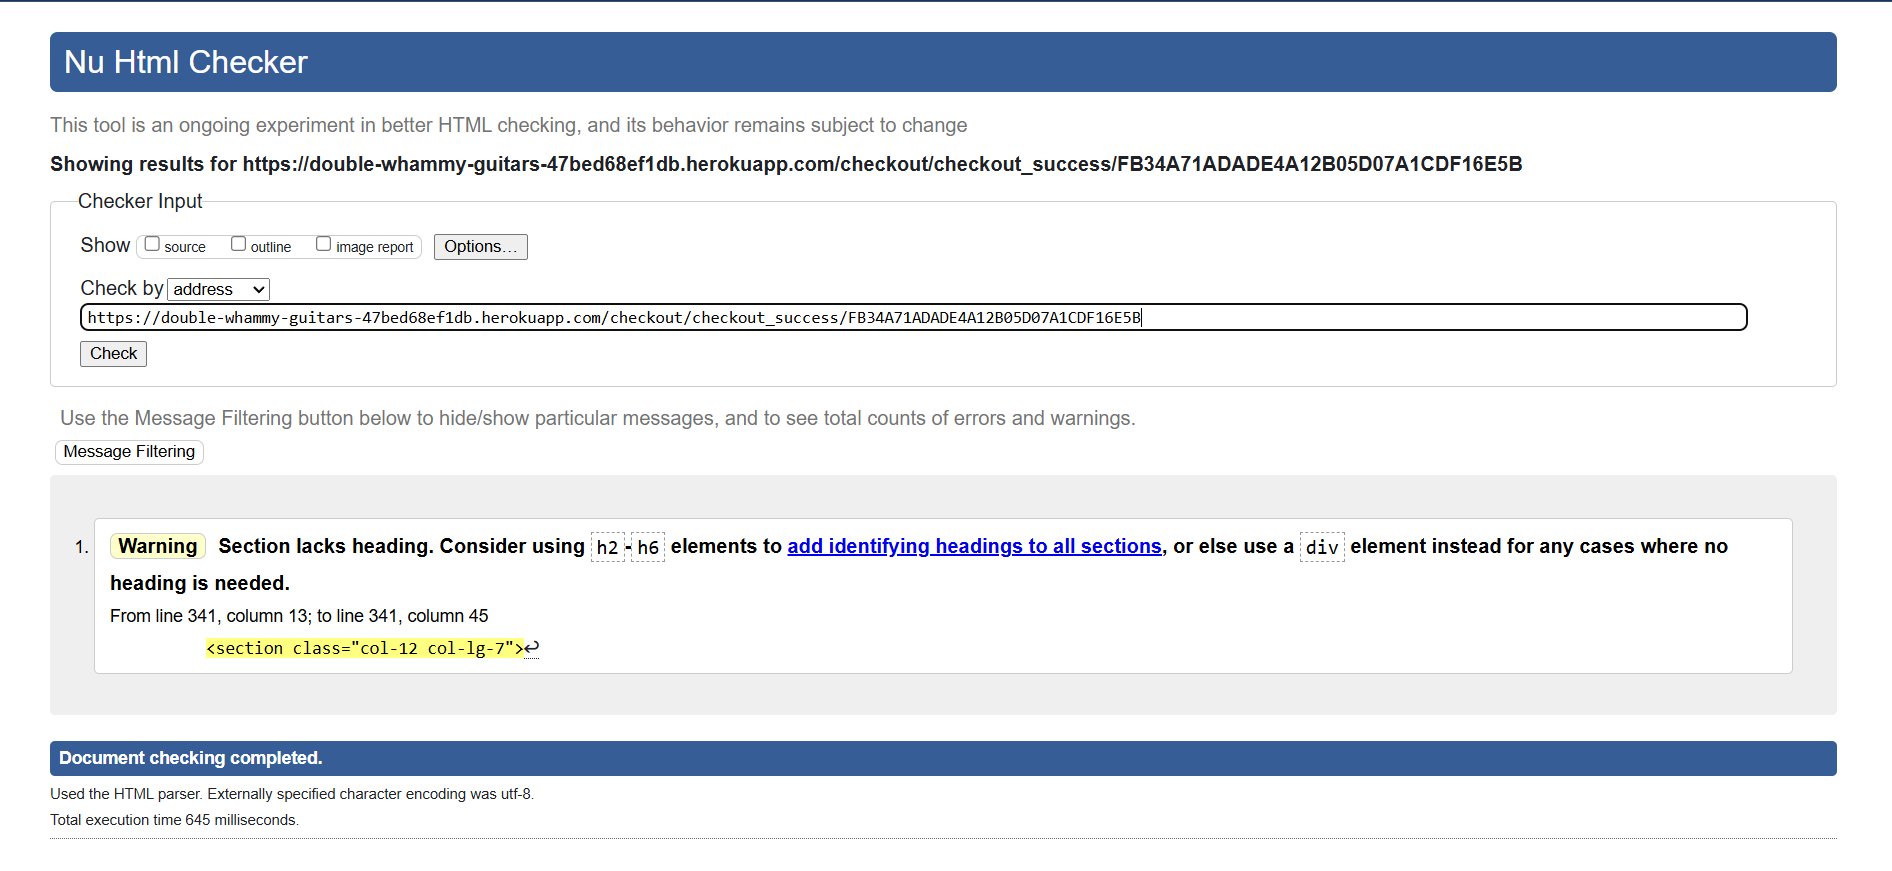 Nu Html Checker
This tool is an ongoing experiment in better HTML checking, and its behavior remains subject to change
Showing results for https://double-whammy-guitars-47bed68ef1db.herokuapp.com/checkout/checkout_success/FB34A71ADADE4A12B05D07A1CDF16E5B
Checker Input
Show source outline image report Options...
Check by address
https://double-whammy-guitars-47bed68ef1db.herokuapp.com/checkout/checkout_success/FB34A71ADADE4A12B05D07A1CDF16E5B
Check
Use the Message Filtering button below to hide/show particular messages, and to see total counts of errors and warnings.
Message Filtering
1. Warning Section lacks heading. Consider using h2-h6 elements to add identifying headings to all sections, or else use a div element instead for any cases where no
heading is needed.
From line 341, column 13; to line 341, column 45
<section class="col-12 col-lg-7">↩
Document checking completed.
Used the HTML parser. Externally specified character encoding was utf-8.
Total execution time 645 milliseconds.